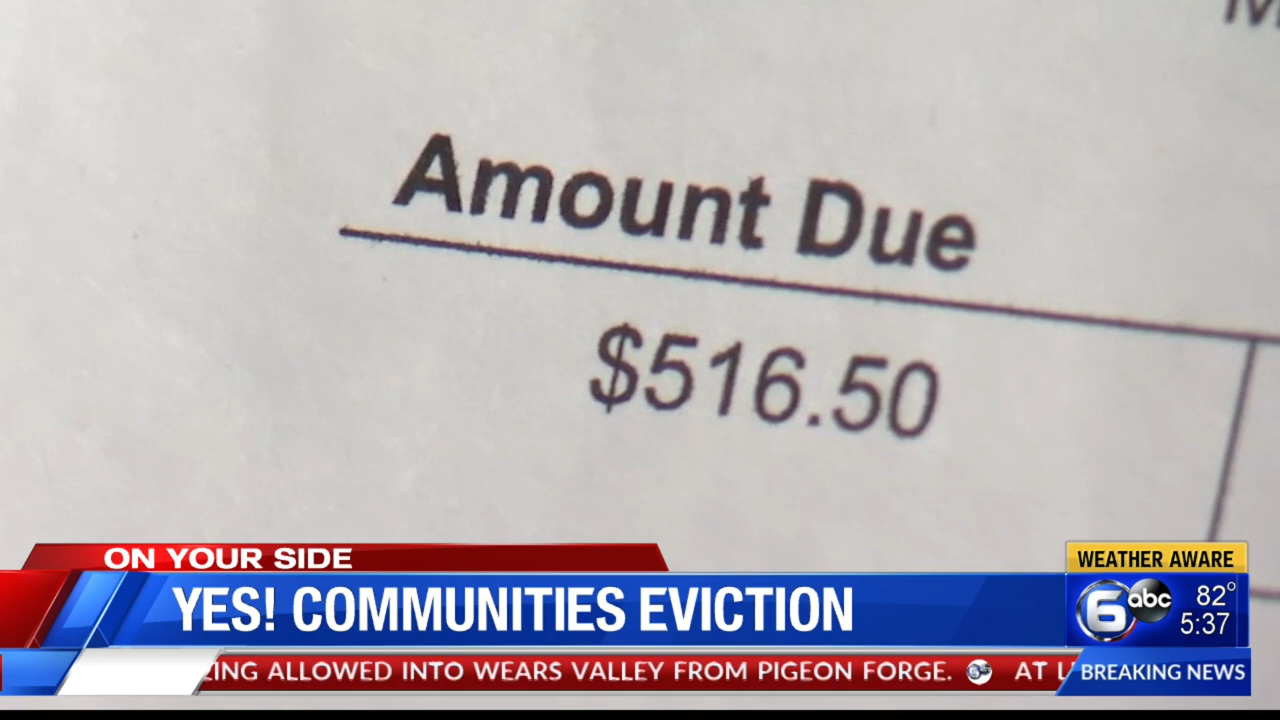 Amount Due
$516.50
ON YOUR SIDE
YES! COMMUNITIES EVICTION
WEATHER AWARE
6 abc 82°
5:37
ALLOWED INTO WEARS VALLEY FROM PIGEON FORGE. AT
BREAKING NEWS